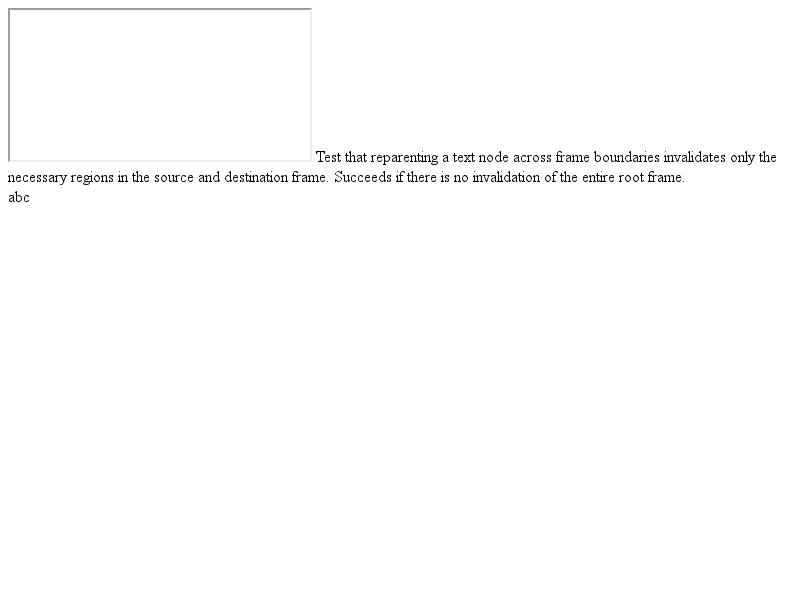 Test that reparenting a text node across frame boundaries invalidates only the
necessary regions in the source and destination frame. Succeeds if there is no invalidation of the entire root frame.
abc